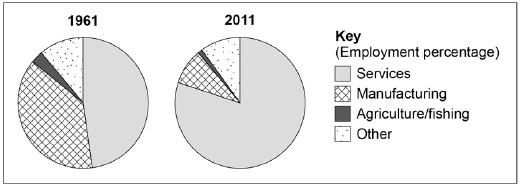 1961
2011
Key
(Employment percentage)
Services
Manufacturing
Agriculture/fishing
Other